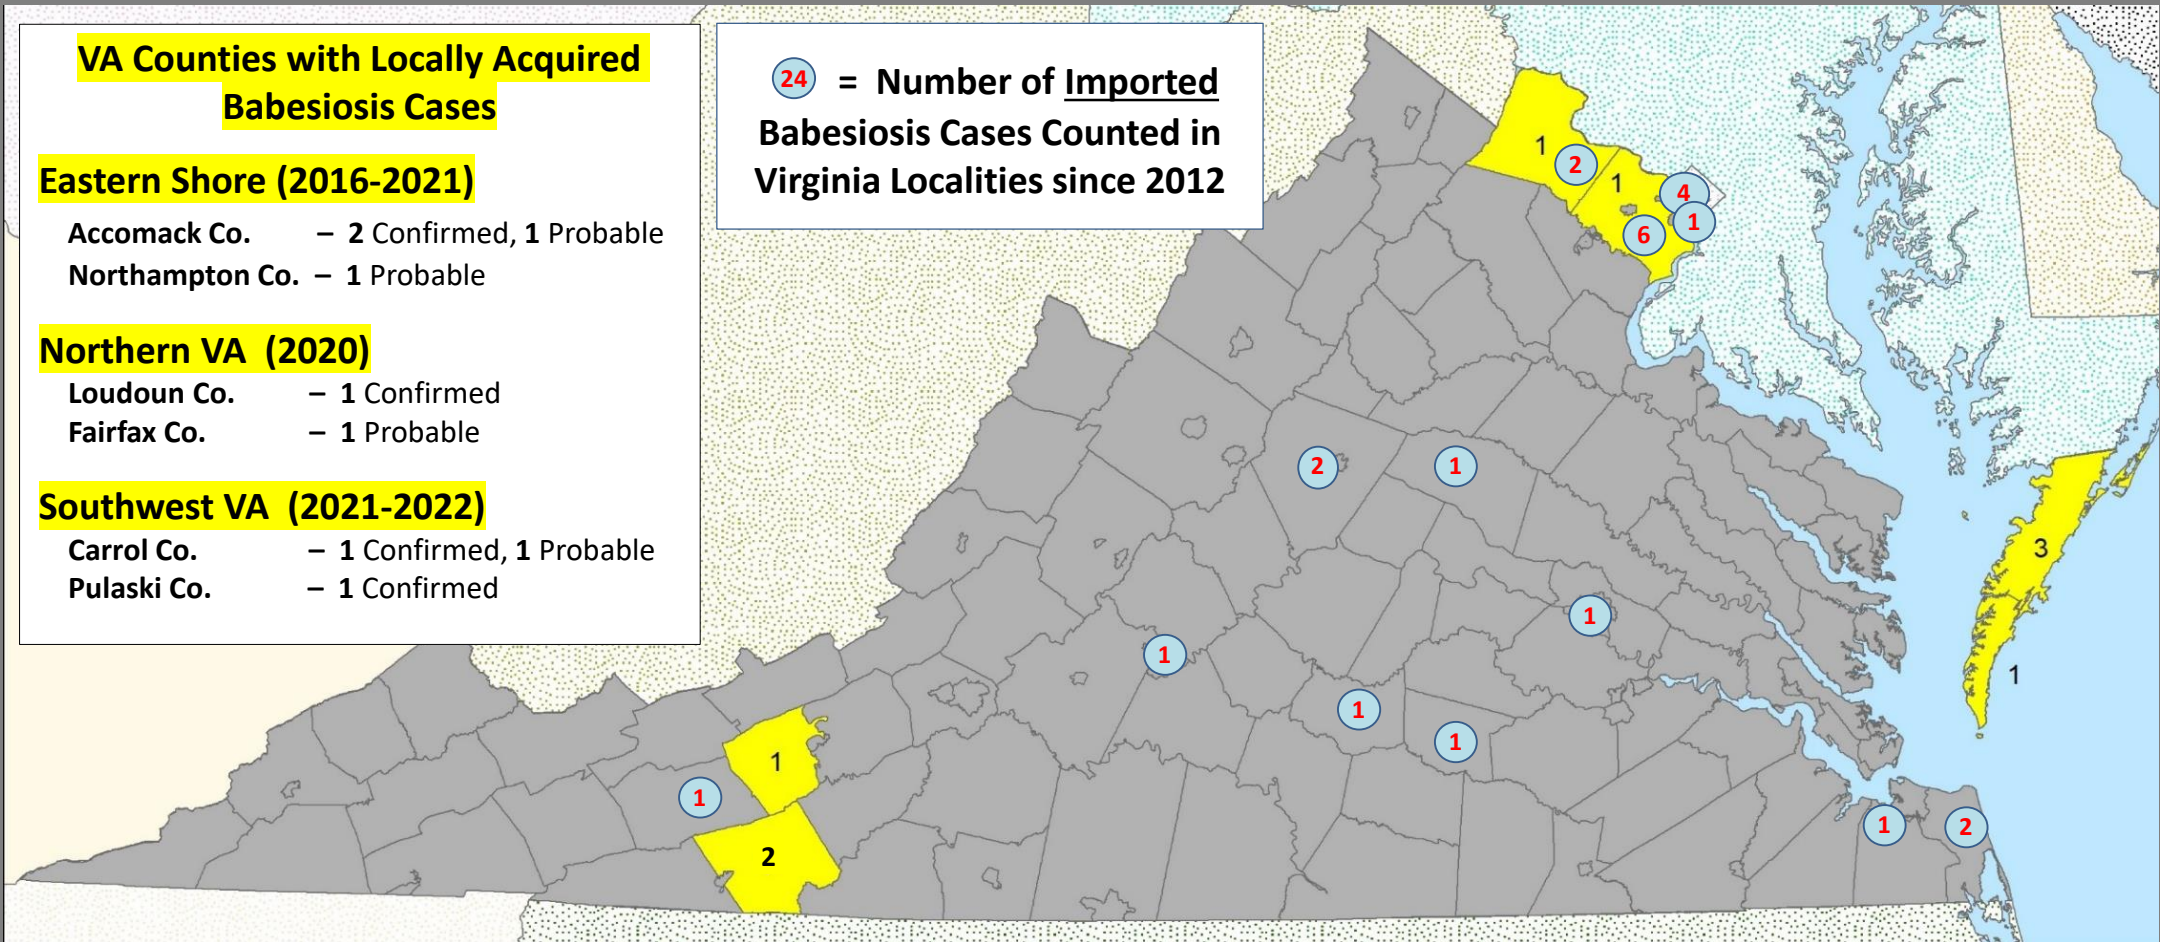 VA Counties with Locally Acquired
Babesiosis Cases
Eastern Shore (2016-2021)
Accomack Co. – 2 Confirmed, 1 Probable
Northampton Co. – 1 Probable
Northern VA (2020)
Loudoun Co. – 1 Confirmed
Fairfax Co. – 1 Probable
Southwest VA (2021-2022)
Carrol Co. – 1 Confirmed, 1 Probable
Pulaski Co. – 1 Confirmed
24 = Number of Imported
Babesiosis Cases Counted in
Virginia Localities since 2012
1
2
1
4
1
6
2
1
3
1
1
1
1
1
1
1
2
1
2